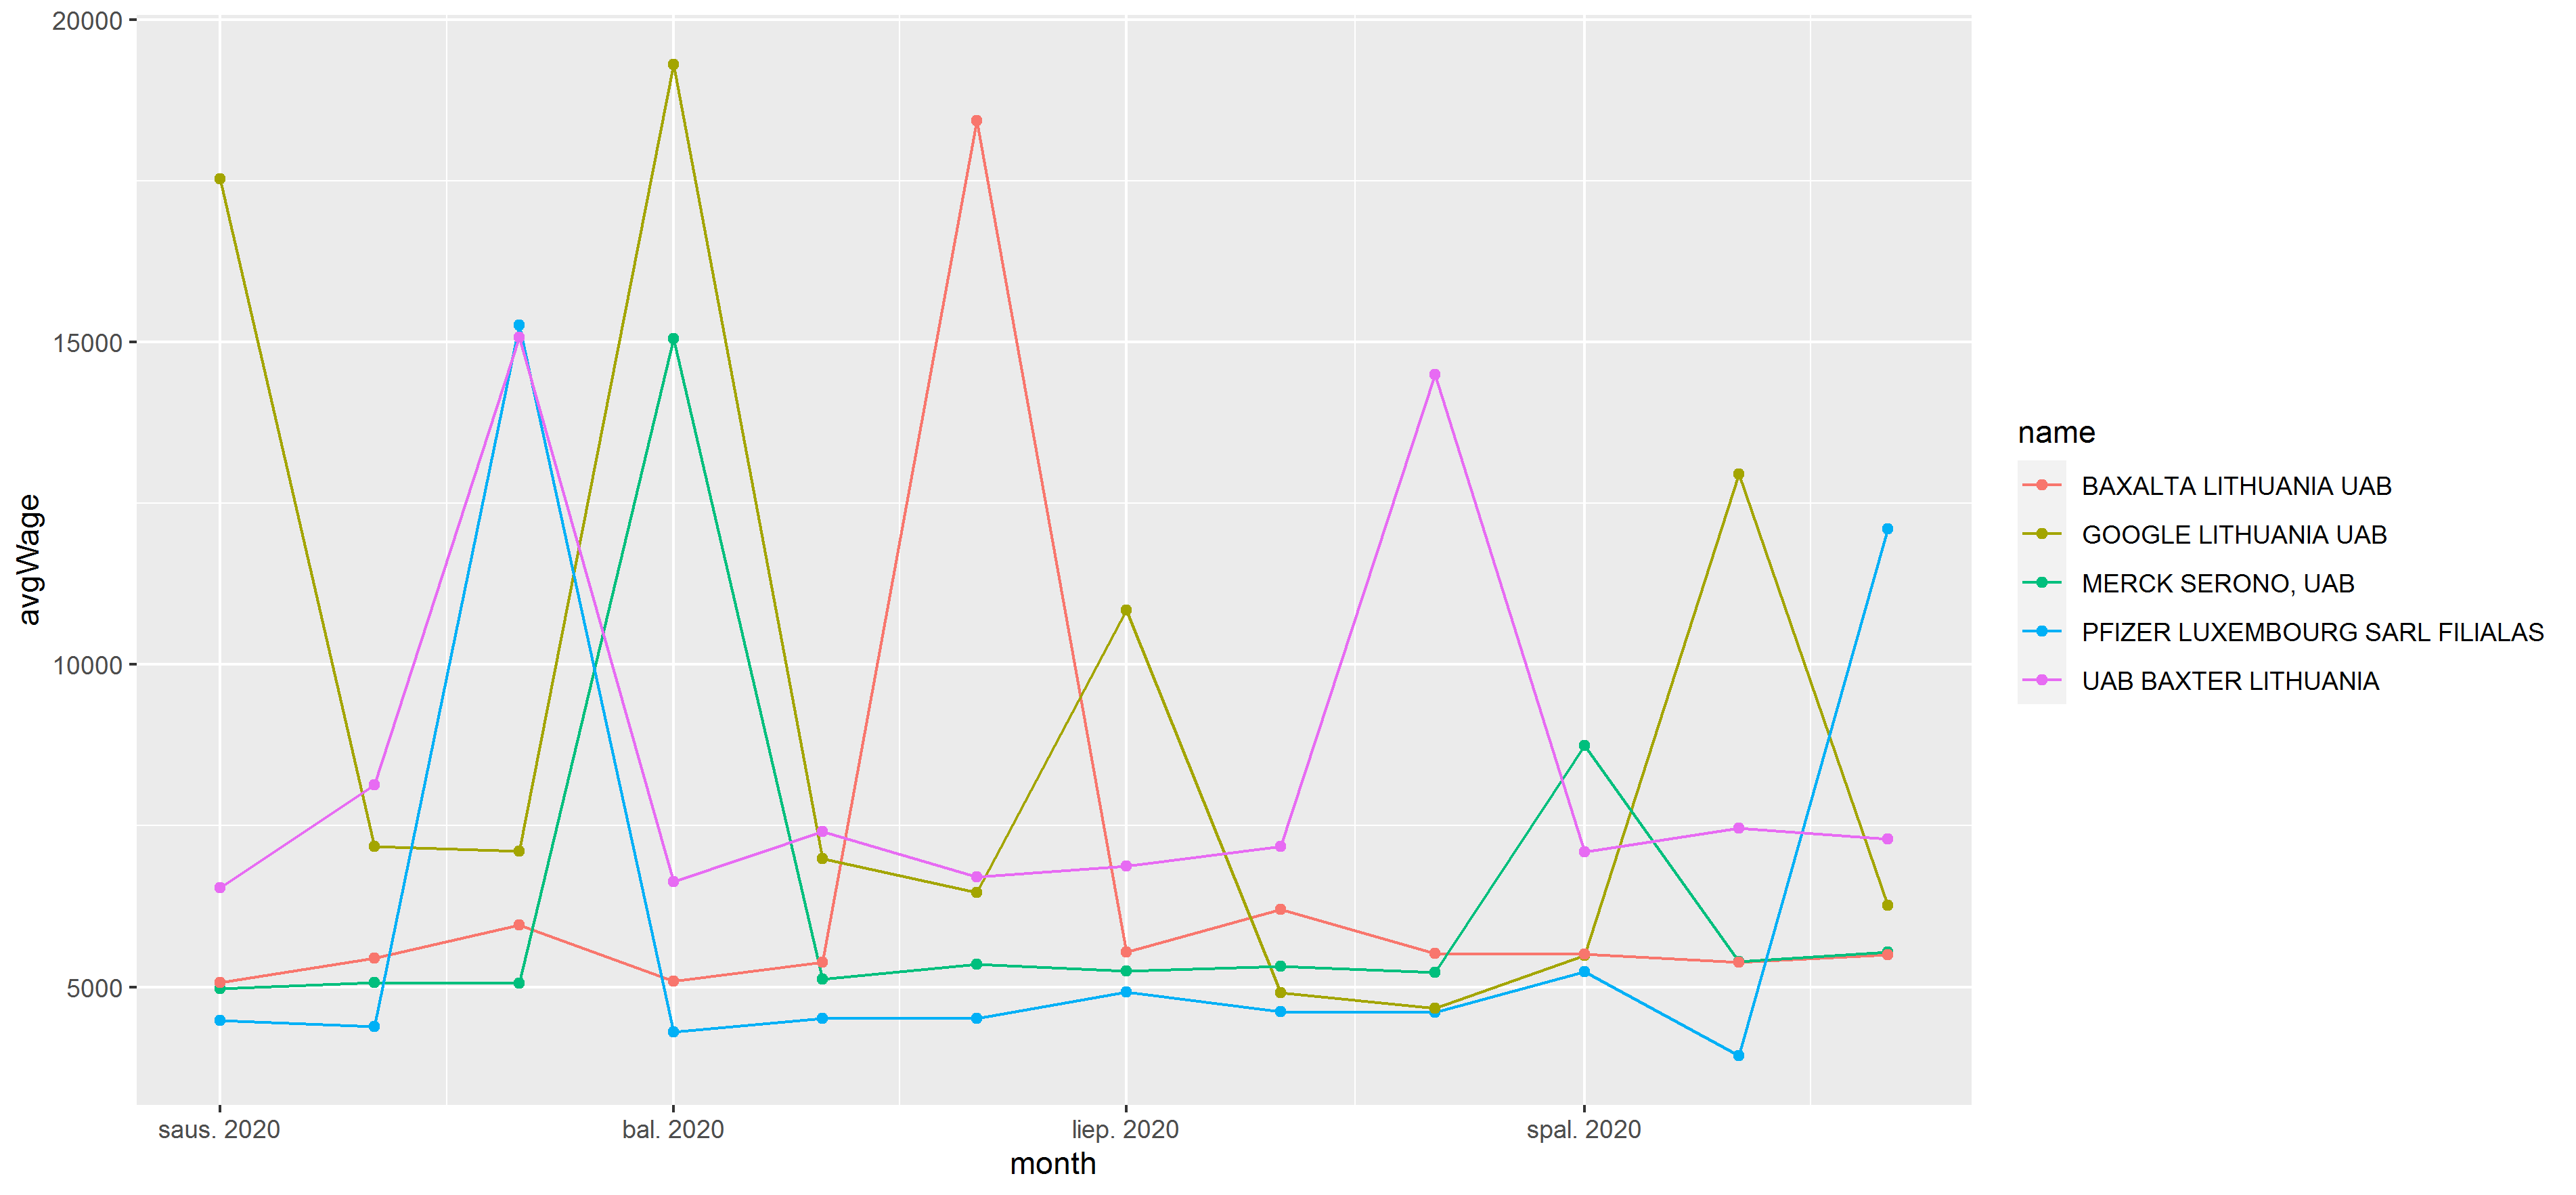 20000
15000
10000
5000
avgWage
saus. 2020
bal. 2020
liep. 2020
spal. 2020
month
name
BAXALTA LITHUANIA UAB
GOOGLE LITHUANIA UAB
MERCK SERONO, UAB
PFIZER LUXEMBOURG SARL FILIALAS
UAB BAXTER LITHUANIA